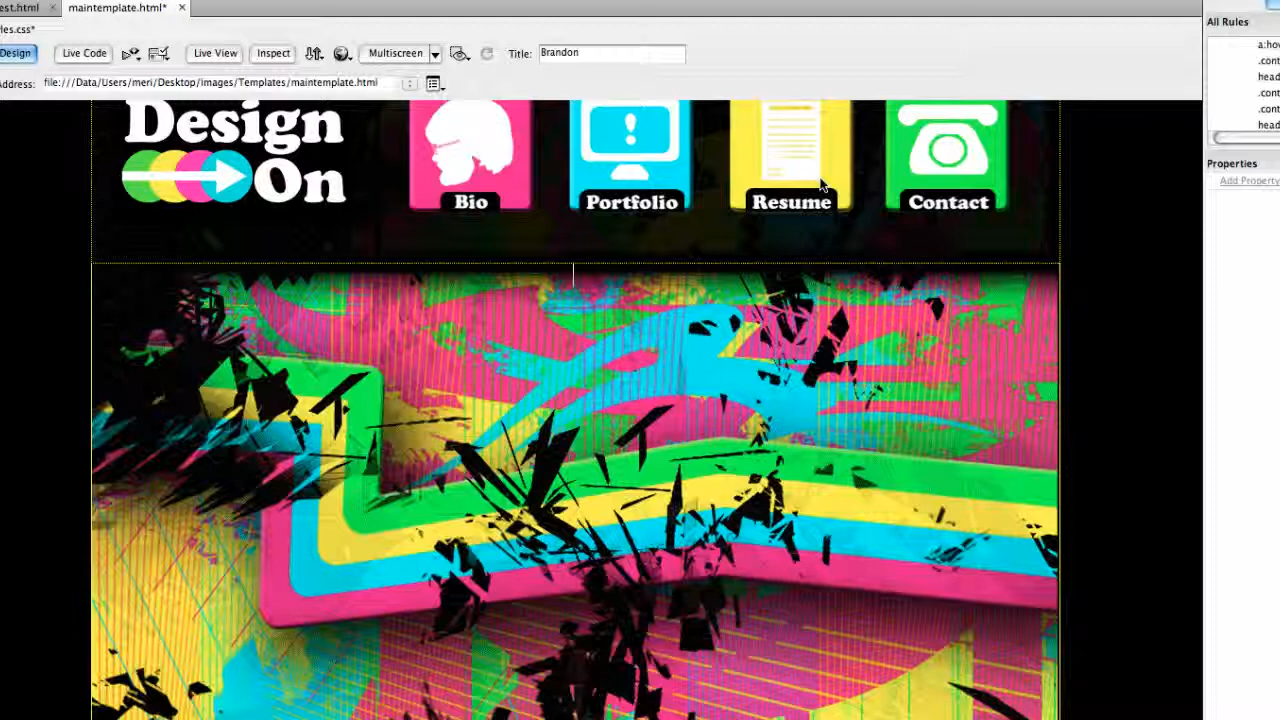 est.html
maintemplate.html*
les.css*
All Rules
Design
Live Code
Live View
Inspect
Multiscreen
Title:
Brandon
Address:
file:///Data/Users/meri/Desktop/images/Templates/maintemplate.html
a:hov
.cont
head
.cont
.cont
head
Properties
Add Property
Design
On
Bio
Portfolio
Resume
Contact